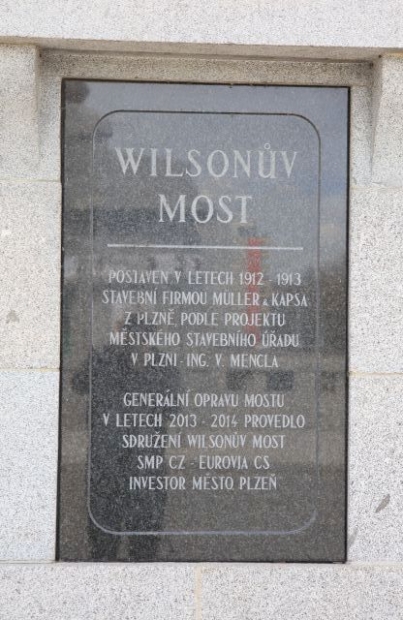 WILSONŮV
MOST
POSTAVEN V LETECH 1912 - 1913
STAVEBNÍ FIRMOU MÜLLER & KAPSA
Z PLZNĚ PODLE PROJEKTU
MĚSTSKÉHO STAVEBNÍHO ÚŘADU
V PLZNI - ING. V. MENCLA
GENERÁLNÍ OPRAVU MOSTU
V LETECH 2013 - 2014 PROVEDLO
SDRUŽENÍ WILSONŮV MOST
SMP CZ - EUROVIA CS
INVESTOR MĚSTO PLZEŇ